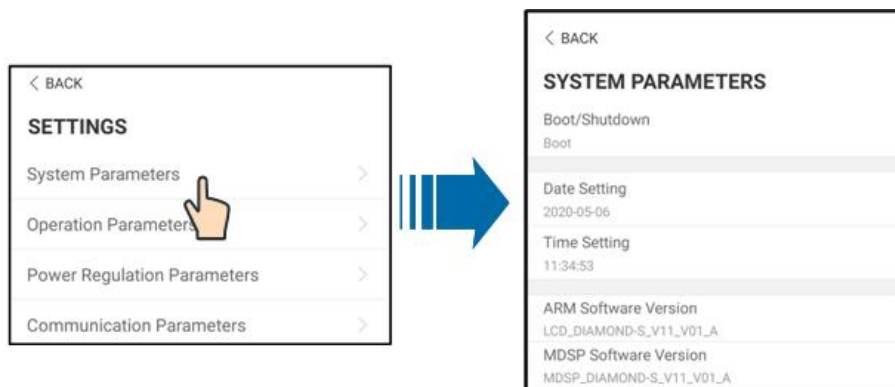 < BACK
SETTINGS
System Parameters
Operation Parameters
Power Regulation Parameters
Communication Parameters
< BACK
SYSTEM PARAMETERS
Boot/Shutdown
Boot
Date Setting
2020-05-06
Time Setting
11:34:53
ARM Software Version
LCD_DIAMOND-S_V11_V01_A
MDSP Software Version
MDSP_DIAMOND-S_V11_V01_A